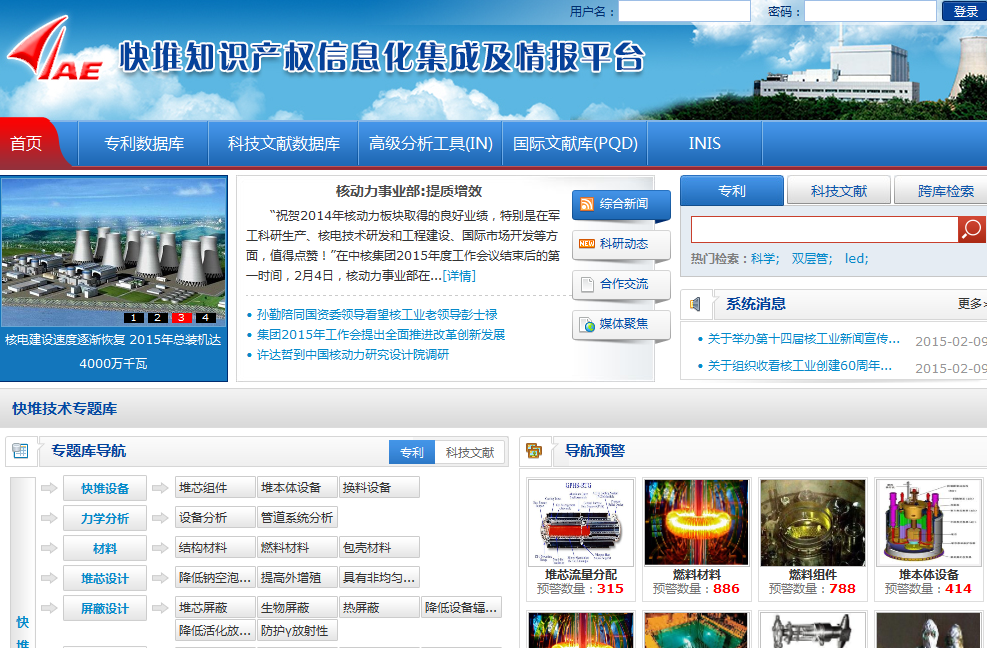 用户名：
密码：
登录
IAE
快堆知识产权信息化集成及情报平台
首页
专利数据库
科技文献数据库
高级分析工具(IN)
国际文献库(PQD)
INIS
1 2 3 4
核电建设速度逐渐恢复 2015年总装机达
4000万千瓦
核动力事业部:提质增效
“祝贺2014年核动力板块取得的良好业绩，特别是在军
工科研生产、核电技术研发和工程建设、国际市场开发等方
面，值得点赞！”在中核集团2015年度工作会议结束后的第
一时间，2月4日，核动力事业部在...[详情]
孙勤陪同国资委领导看望核工业老领导彭士禄
集团2015年工作会提出全面推进改革创新发展
许达哲到中国核动力研究设计院调研
综合新闻
NEW 科研动态
合作交流
媒体聚焦
专利
科技文献
跨库检索
热门检索：科学; 双层管; led;
系统消息
更多
关于举办第十四届核工业新闻宣传... 2015-02-09
关于组织收看核工业创建60周年... 2015-02-09
快堆技术专题库
专题库导航
专利
科技文献
快
堆
快堆设备 堆芯组件 堆本体设备 换料设备
力学分析 设备分析 管道系统分析
材料 结构材料 燃料材料 包壳材料
堆芯设计 降低钠空泡... 提高外增殖 具有非均匀...
屏蔽设计 堆芯屏蔽 生物屏蔽 热屏蔽 降低设备辐...
降低活化放... 防护γ放射性
导航预警
堆芯流量分配
预警数量：315
燃料材料
预警数量：886
燃料组件
预警数量：788
堆本体设备
预警数量：414